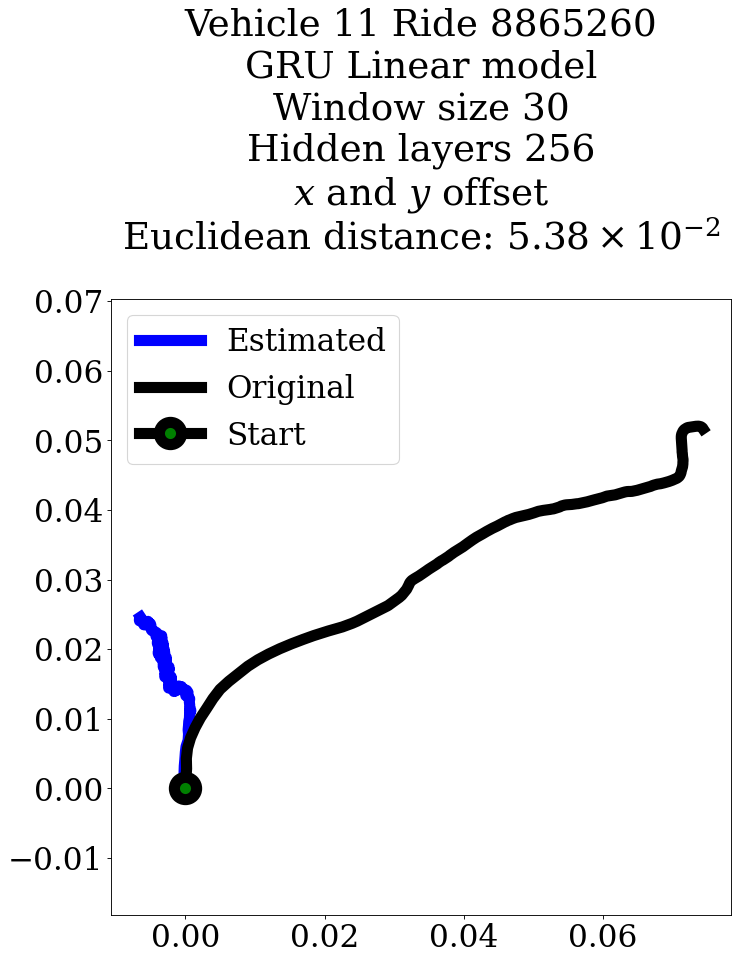 Vehicle 11 Ride 8865260
GRU Linear model
Window size 30
Hidden layers 256
x and y offset
Euclidean distance: 5.38 × 10⁻²
0.07
0.06
0.05
0.04
0.03
0.02
0.01
0.00
−0.01
Estimated
Original
Start
0.00 0.02 0.04 0.06